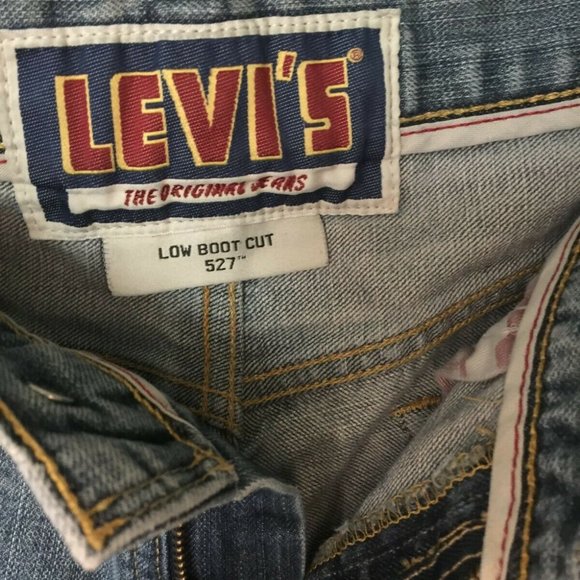 LEVI'S®
THE ORIGINAL JEANS
LOW BOOT CUT
527™